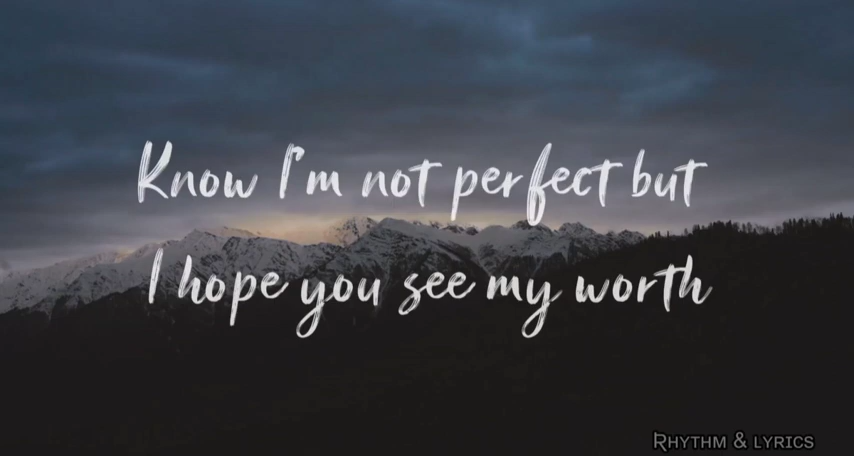 Know I'm not perfect but
I hope you see my worth
RHYTHM & LYRICS